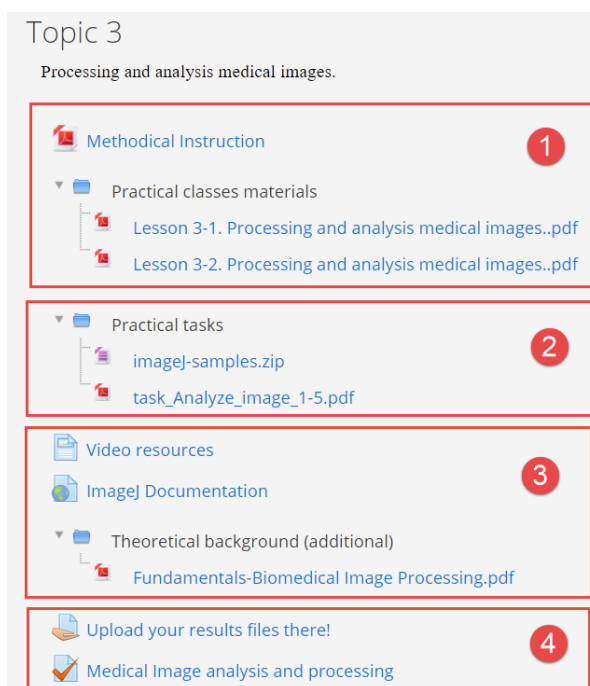 Topic 3
Processing and analysis medical images.
Methodical Instruction
1
Practical classes materials
Lesson 3-1. Processing and analysis medical images..pdf
Lesson 3-2. Processing and analysis medical images..pdf
Practical tasks
2
imageJ-samples.zip
task_Analyze_image_1-5.pdf
Video resources
3
ImageJ Documentation
Theoretical background (additional)
Fundamentals-Biomedical Image Processing.pdf
Upload your results files there!
4
Medical Image analysis and processing